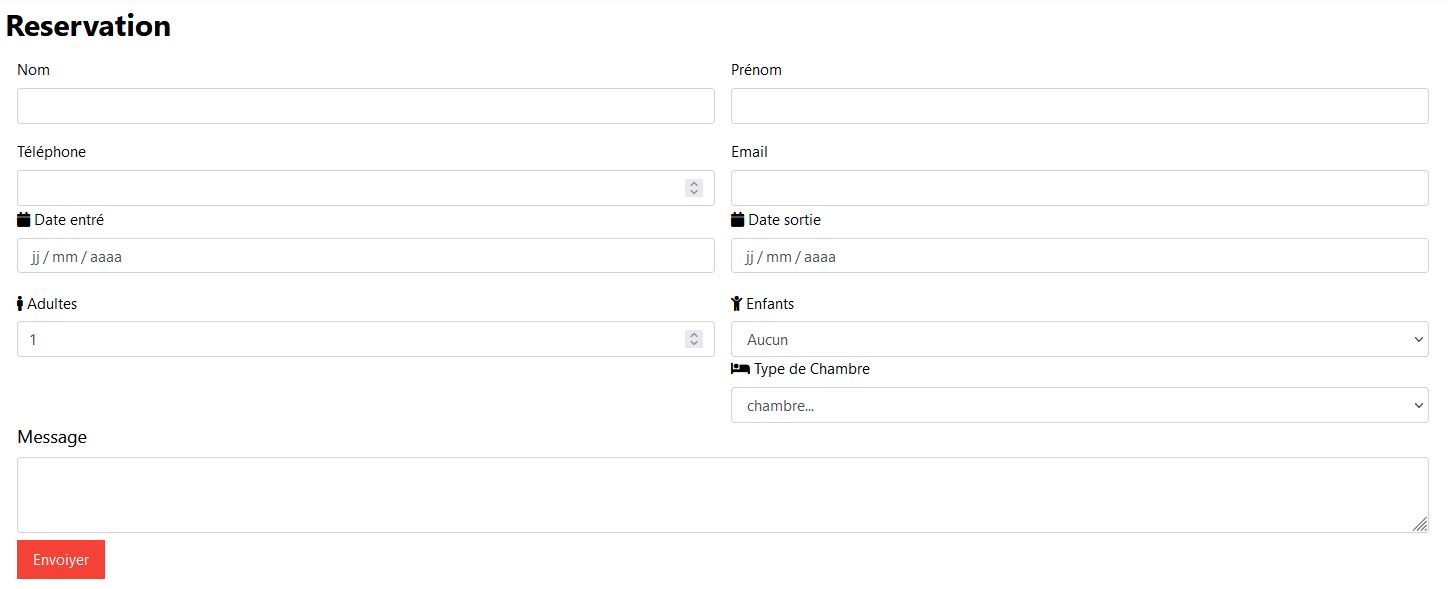 Reservation
Nom Prénom
Téléphone Email
Date entré Date sortie
jj / mm / aaaa jj / mm / aaaa
Adultes Enfants
1 Aucun
Type de Chambre
chambre...
Message
Envoiyer